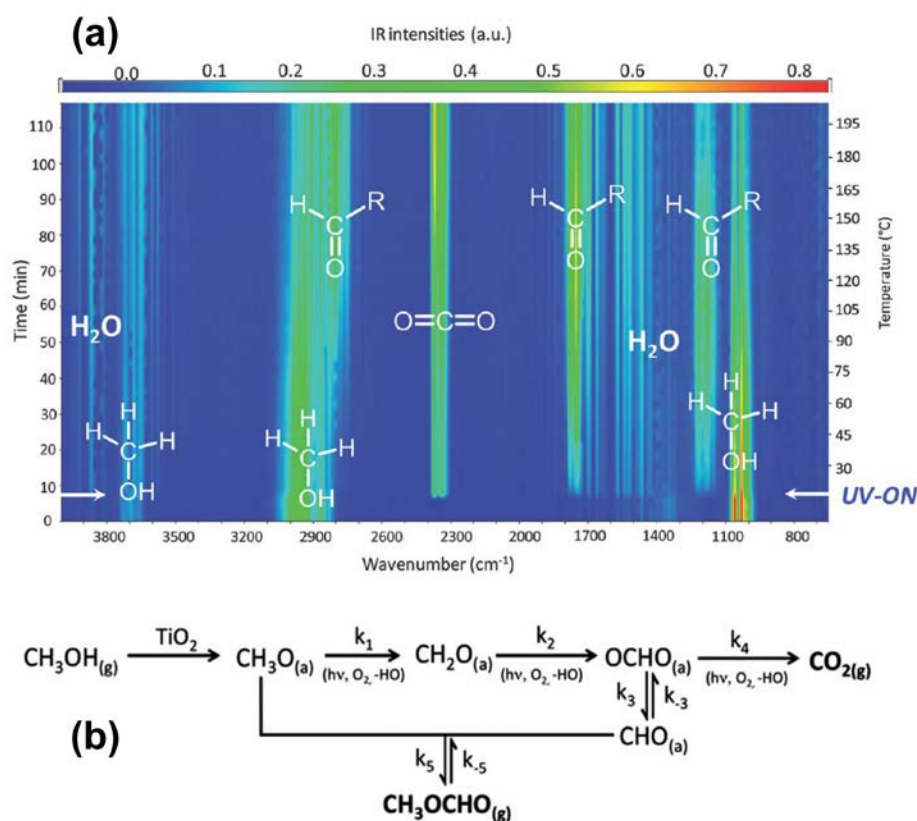 (a)
IR intensities (a.u.)
0.0 0.1 0.2 0.3 0.4 0.5 0.6 0.7 0.8
Time (min)
110
100
90
80
70
60
50
40
30
20
10
0
Temperature (°C)
195
180
165
150
135
120
105
90
75
60
45
30
H R
C
O
H R
C
O
H R
C
O
H₂O
O=C=O
H₂O
H
H C H
OH
H
H C H
OH
H
H C H
OH
UV-ON
3800 3500 3200 2900 2600 2300 2000 1700 1400 1100 800
Wavenumber (cm⁻¹)
CH₃OH(g) TiO₂ CH₃O(a) k₁ (hν, O₂, -HO) CH₂O(a) k₂ (hν, O₂, -HO) OCHO(a) k₄ (hν, O₂, -HO) CO₂(g)
k₃ k₋₃
(b)
CHO(a)
k₅ k₋₅
CH₃OCHO(g)